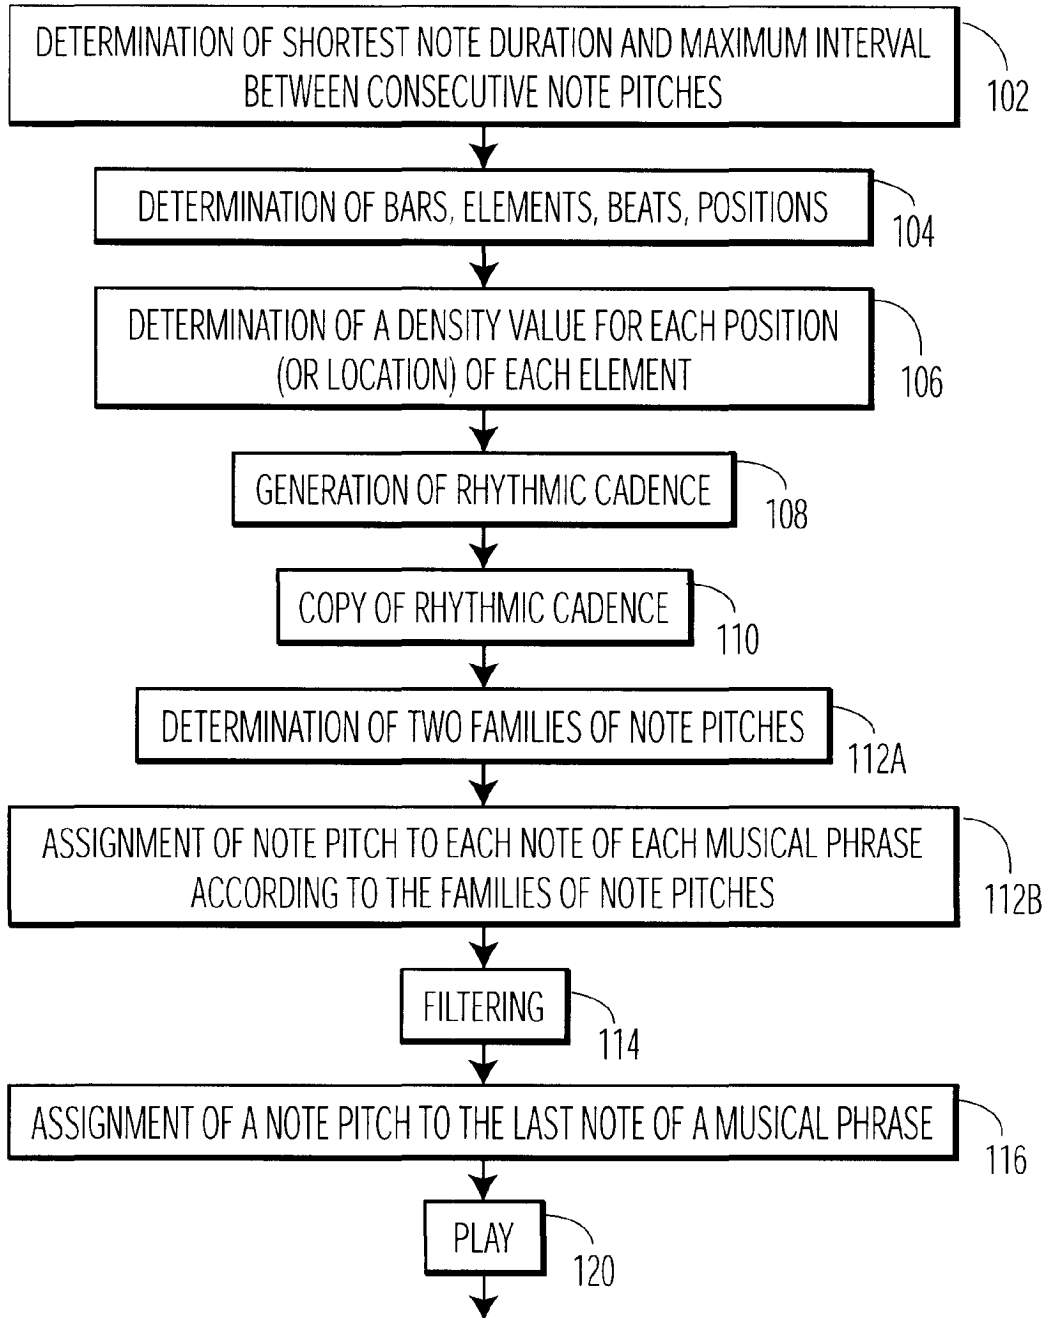 DETERMINATION OF SHORTEST NOTE DURATION AND MAXIMUM INTERVAL
BETWEEN CONSECUTIVE NOTE PITCHES
102
DETERMINATION OF BARS, ELEMENTS, BEATS, POSITIONS
104
DETERMINATION OF A DENSITY VALUE FOR EACH POSITION
(OR LOCATION) OF EACH ELEMENT
106
GENERATION OF RHYTHMIC CADENCE
108
COPY OF RHYTHMIC CADENCE
110
DETERMINATION OF TWO FAMILIES OF NOTE PITCHES
112A
ASSIGNMENT OF NOTE PITCH TO EACH NOTE OF EACH MUSICAL PHRASE
ACCORDING TO THE FAMILIES OF NOTE PITCHES
112B
FILTERING
114
ASSIGNMENT OF A NOTE PITCH TO THE LAST NOTE OF A MUSICAL PHRASE
116
PLAY
120